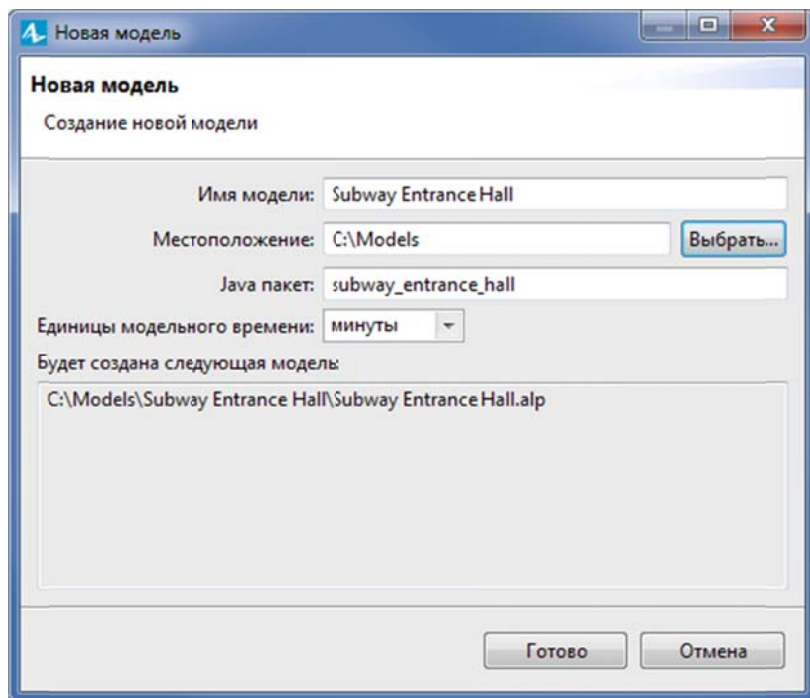 Новая модель
Новая модель
Создание новой модели
Имя модели: Subway Entrance Hall
Местоположение: C:\Models Выбрать...
Java пакет: subway_entrance_hall
Единицы модельного времени: минуты
Будет создана следующая модель:
C:\Models\Subway Entrance Hall\Subway Entrance Hall.alp
Готово Отмена